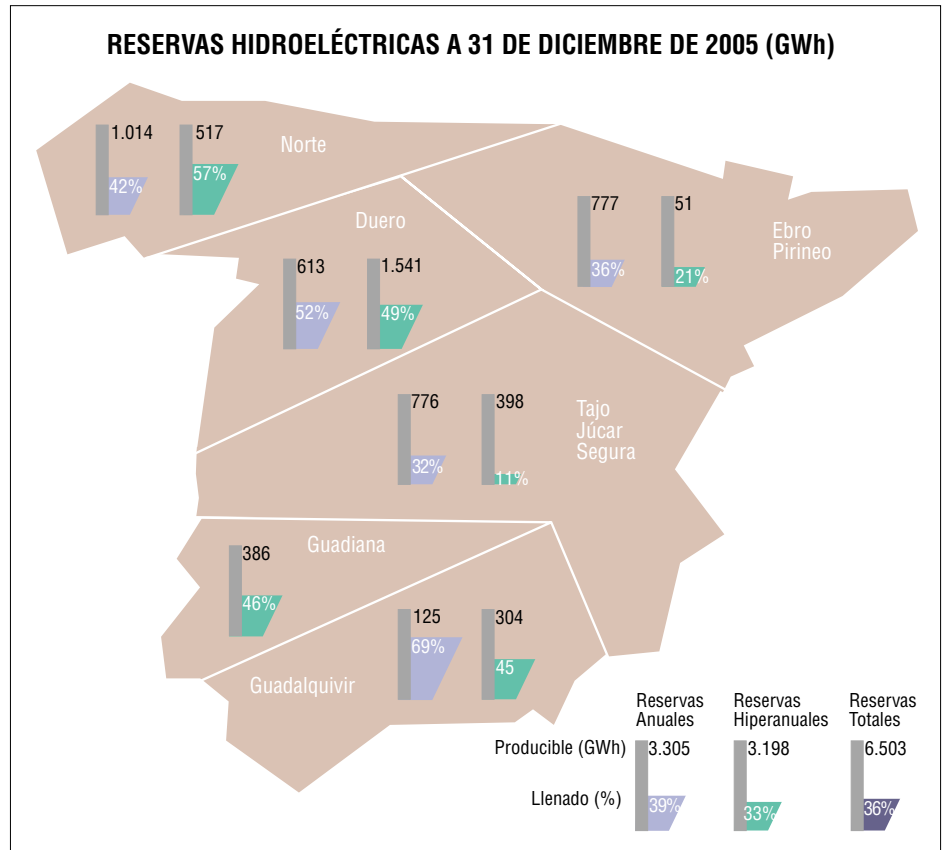 RESERVAS HIDROELÉCTRICAS A 31 DE DICIEMBRE DE 2005 (GWh)
Norte
1.014
517
42%
57%
Duero
613
1.541
52%
49%
Ebro
Pirineo
777
51
36%
21%
Tajo
Júcar
Segura
776
398
32%
11%
Guadiana
386
46%
Guadalquivir
125
304
69%
45
Reservas
Anuales
Reservas
Hiperanuales
Reservas
Totales
Producible (GWh)
3.305
3.198
6.503
Llenado (%)
39%
33%
36%